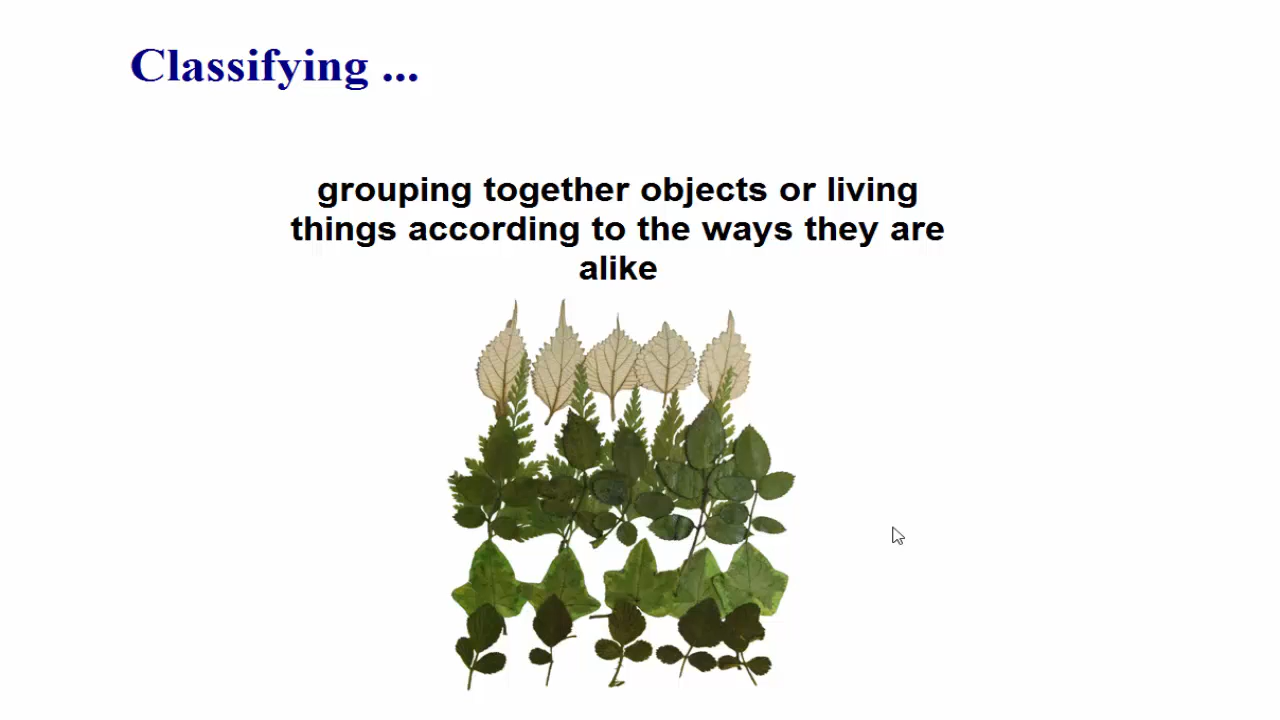 Classifying ...
grouping together objects or living
things according to the ways they are
alike